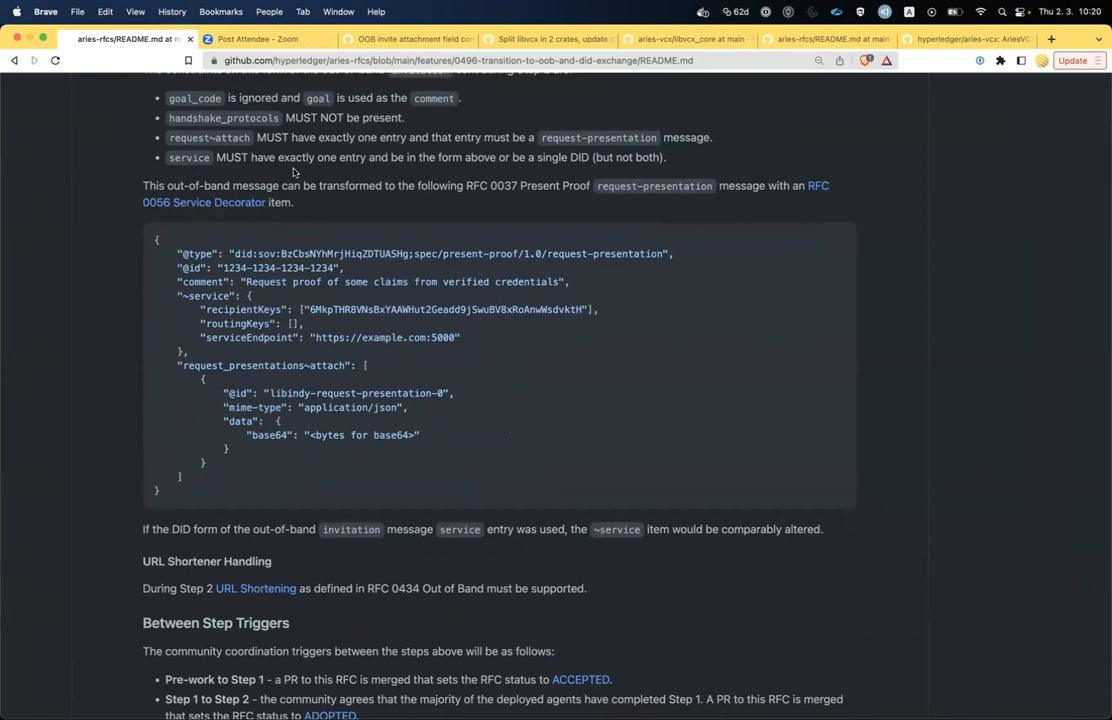 Brave File Edit View History Bookmarks People Tab Window Help 62d A Thu 2. 3. 10:20
aries-rfcs/README.md at m Post Attendee - Zoom OOB invite attachment field con Split libvcx in 2 crates, update c aries-vcx/libvcx_core at main · aries-rfcs/README.md at main hyperledger/aries-vcx: AriesVC
github.com/hyperledger/aries-rfcs/blob/main/features/0496-transition-to-oob-and-did-exchange/README.md Update
goal_code is ignored and goal is used as the comment.
handshake_protocols MUST NOT be present.
request~attach MUST have exactly one entry and that entry must be a request-presentation message.
service MUST have exactly one entry and be in the form above or be a single DID (but not both).
This out-of-band message can be transformed to the following RFC 0037 Present Proof request-presentation message with an RFC
0056 Service Decorator item.
{
"@type": "did:sov:BzCbsNYhMrjHiqZDTUASHg;spec/present-proof/1.0/request-presentation",
"@id": "1234-1234-1234-1234",
"comment": "Request proof of some claims from verified credentials",
"~service": {
"recipientKeys": ["6MkpTHR8VNsBxYAAWHut2Geadd9jSwuBV8xRoAnwWsdvktH"],
"routingKeys": [],
"serviceEndpoint": "https://example.com:5000"
},
"request_presentations~attach": [
{
"@id": "libindy-request-presentation-0",
"mime-type": "application/json",
"data": {
"base64": "<bytes for base64>"
}
}
]
}
If the DID form of the out-of-band invitation message service entry was used, the ~service item would be comparably altered.
URL Shortener Handling
During Step 2 URL Shortening as defined in RFC 0434 Out of Band must be supported.
Between Step Triggers
The community coordination triggers between the steps above will be as follows:
Pre-work to Step 1 - a PR to this RFC is merged that sets the RFC status to ACCEPTED.
Step 1 to Step 2 - the community agrees that the majority of the deployed agents have completed Step 1. A PR to this RFC is merged
that sets the RFC status to ADOPTED.